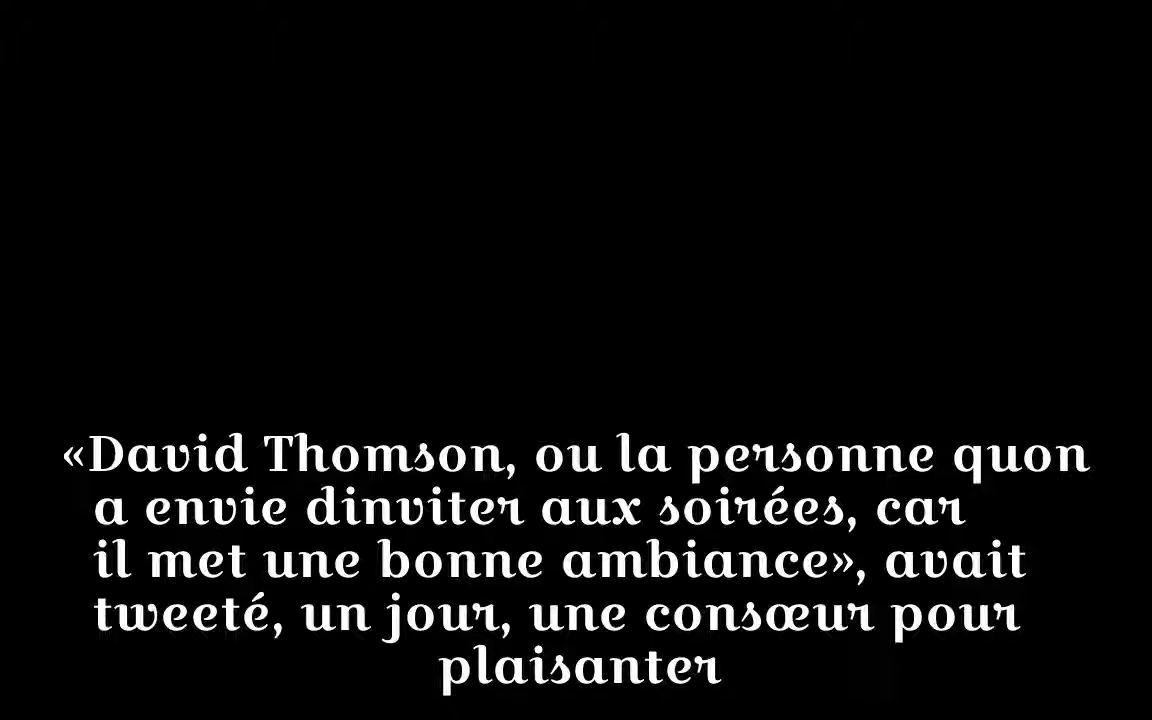 «David Thomson, ou la personne quon
a envie dinviter aux soirées, car
il met une bonne ambiance», avait
tweeté, un jour, une consœur pour
plaisanter